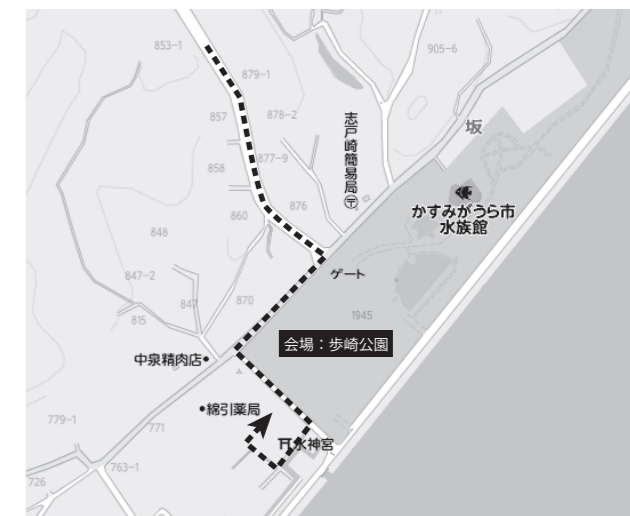 853-1
905-6
879-1
857
878-2
志戸崎簡易局
坂
877-9
858
876
860
かすみがうら市
水族館
848
847-2
ゲート
847
870
815
1945
会場：歩崎公園
中泉精肉店
綿引薬局
779-1
771
水神宮
763-1
726